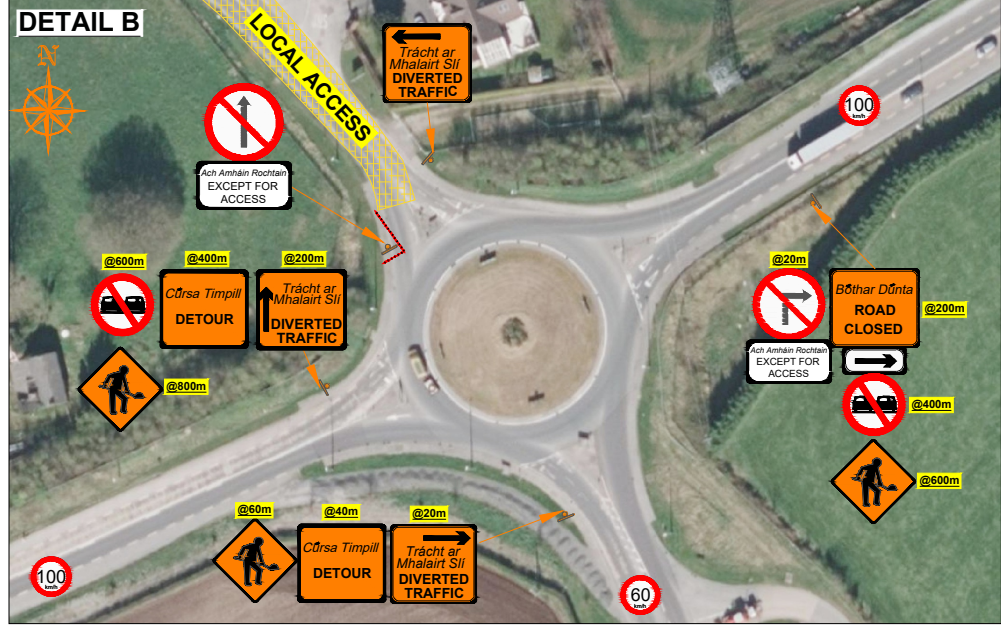 DETAIL B
N
LOCAL ACCESS
Trácht ar
Mhalairt Slí
DIVERTED
TRAFFIC
100
km/h
Ach Amháin Rochtain
EXCEPT FOR
ACCESS
@600m
@400m
Cúrsa Timpill
DETOUR
@200m
Trácht ar
Mhalairt Slí
DIVERTED
TRAFFIC
@800m
@20m
Ach Amháin Rochtain
EXCEPT FOR
ACCESS
Bóthar Dúnta
ROAD
CLOSED
@200m
@400m
@600m
@60m
@40m
Cúrsa Timpill
DETOUR
@20m
Trácht ar
Mhalairt Slí
DIVERTED
TRAFFIC
100
km/h
60
km/h